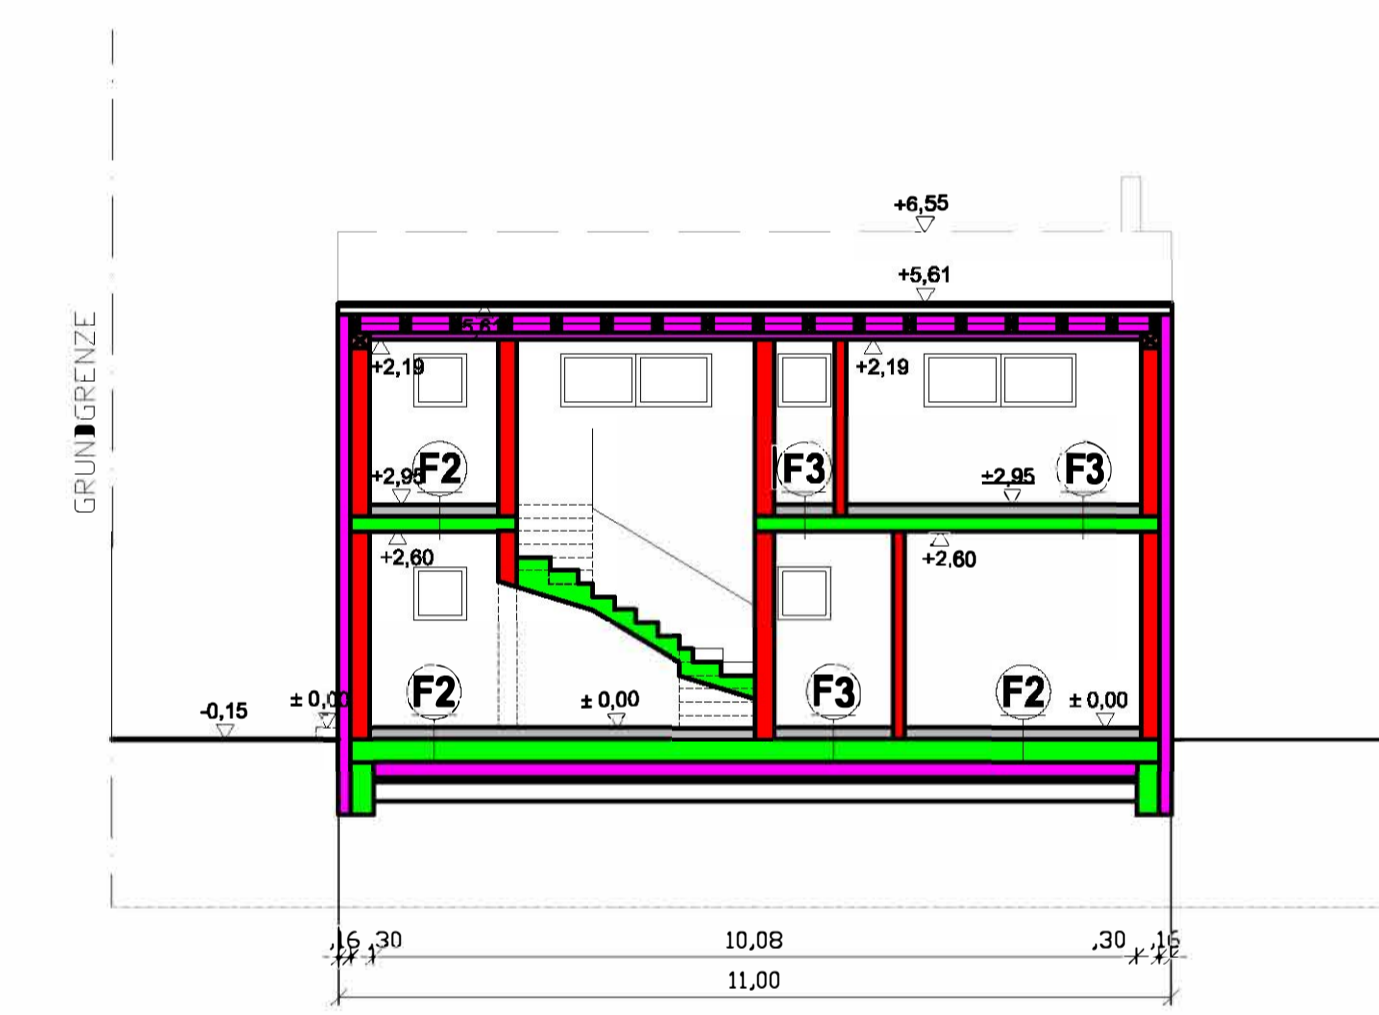 +6,55
+5,61
5,61
GRUNDGRENZE
+2,19
+2,19
+2,95
F2
F3
±2,95
F3
+2,60
+2,60
F2
F3
F2
-0,15
± 0,00
± 0,00
± 0,00
,16 ,30
10,08
,30 ,16
11,00